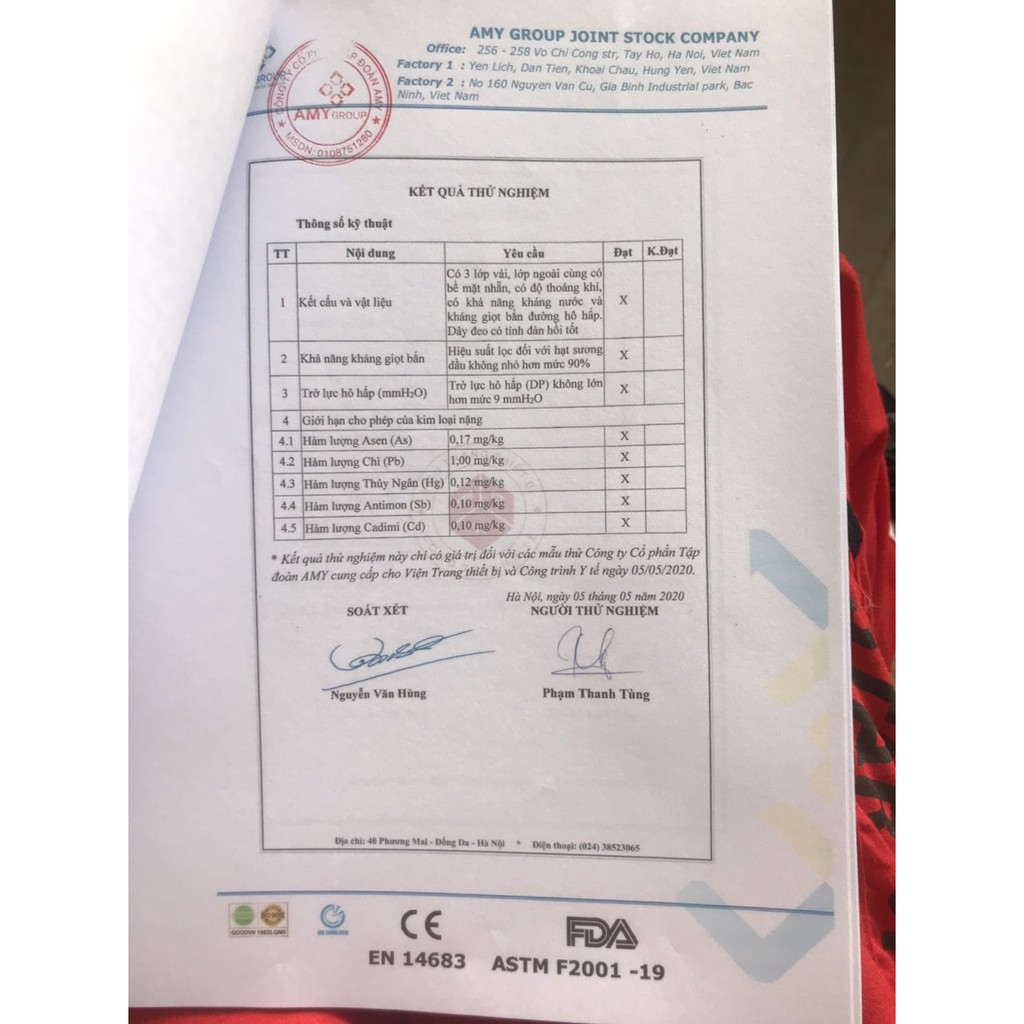 AMY GROUP JOINT STOCK COMPANY
Office: 256 - 258 Vo Chi Cong str, Tay Ho, Ha Noi, Viet Nam
Factory 1 : Yen Lich, Dan Tien, Khoai Chau, Hung Yen, Viet Nam
Factory 2 : No 160 Nguyen Van Cu, Gia Binh Industrial park, Bac
Ninh, Viet Nam
CÔNG TY CỔ P ẬP ĐOÀN AMY
AMY GROUP
MSDN: 0108751280
KẾT QUẢ THỬ NGHIỆM
Thông số kỹ thuật
TT Nội dung Yêu cầu Đạt K.Đạt
1 Kết cấu và vật liệu
Có 3 lớp vải, lớp ngoài cùng có
bề mặt nhẵn, có độ thoáng khí,
có khả năng kháng nước và
kháng giọt bắn đường hô hấp.
Dây đeo có tính đàn hồi tốt
X
2 Khả năng kháng giọt bắn
Hiệu suất lọc đối với hạt sương
dầu không nhỏ hơn mức 90%
X
3 Trở lực hô hấp (mmH₂O)
Trở lực hô hấp (DP) không lớn
hơn mức 9 mmH₂O
X
4 Giới hạn cho phép của kim loại nặng
4.1 Hàm lượng Asen (As) 0,17 mg/kg X
4.2 Hàm lượng Chì (Pb) 1,00 mg/kg X
4.3 Hàm lượng Thủy Ngân (Hg) 0,12 mg/kg X
4.4 Hàm lượng Antimon (Sb) 0,10 mg/kg X
4.5 Hàm lượng Cadimi (Cd) 0,10 mg/kg X
* Kết quả thử nghiệm này chỉ có giá trị đối với các mẫu thử Công ty Cổ phần Tập
đoàn AMY cung cấp cho Viện Trang thiết bị và Công trình Y tế ngày 05/05/2020.
Hà Nội, ngày 05 tháng 05 năm 2020
SOÁT XÉT NGƯỜI THỬ NGHIỆM
Nguyễn Văn Hùng Phạm Thanh Tùng
Địa chỉ: 40 Phương Mai - Đống Đa - Hà Nội * Điện thoại: (024) 38523065
CE FDA
EN 14683 ASTM F2001 -19